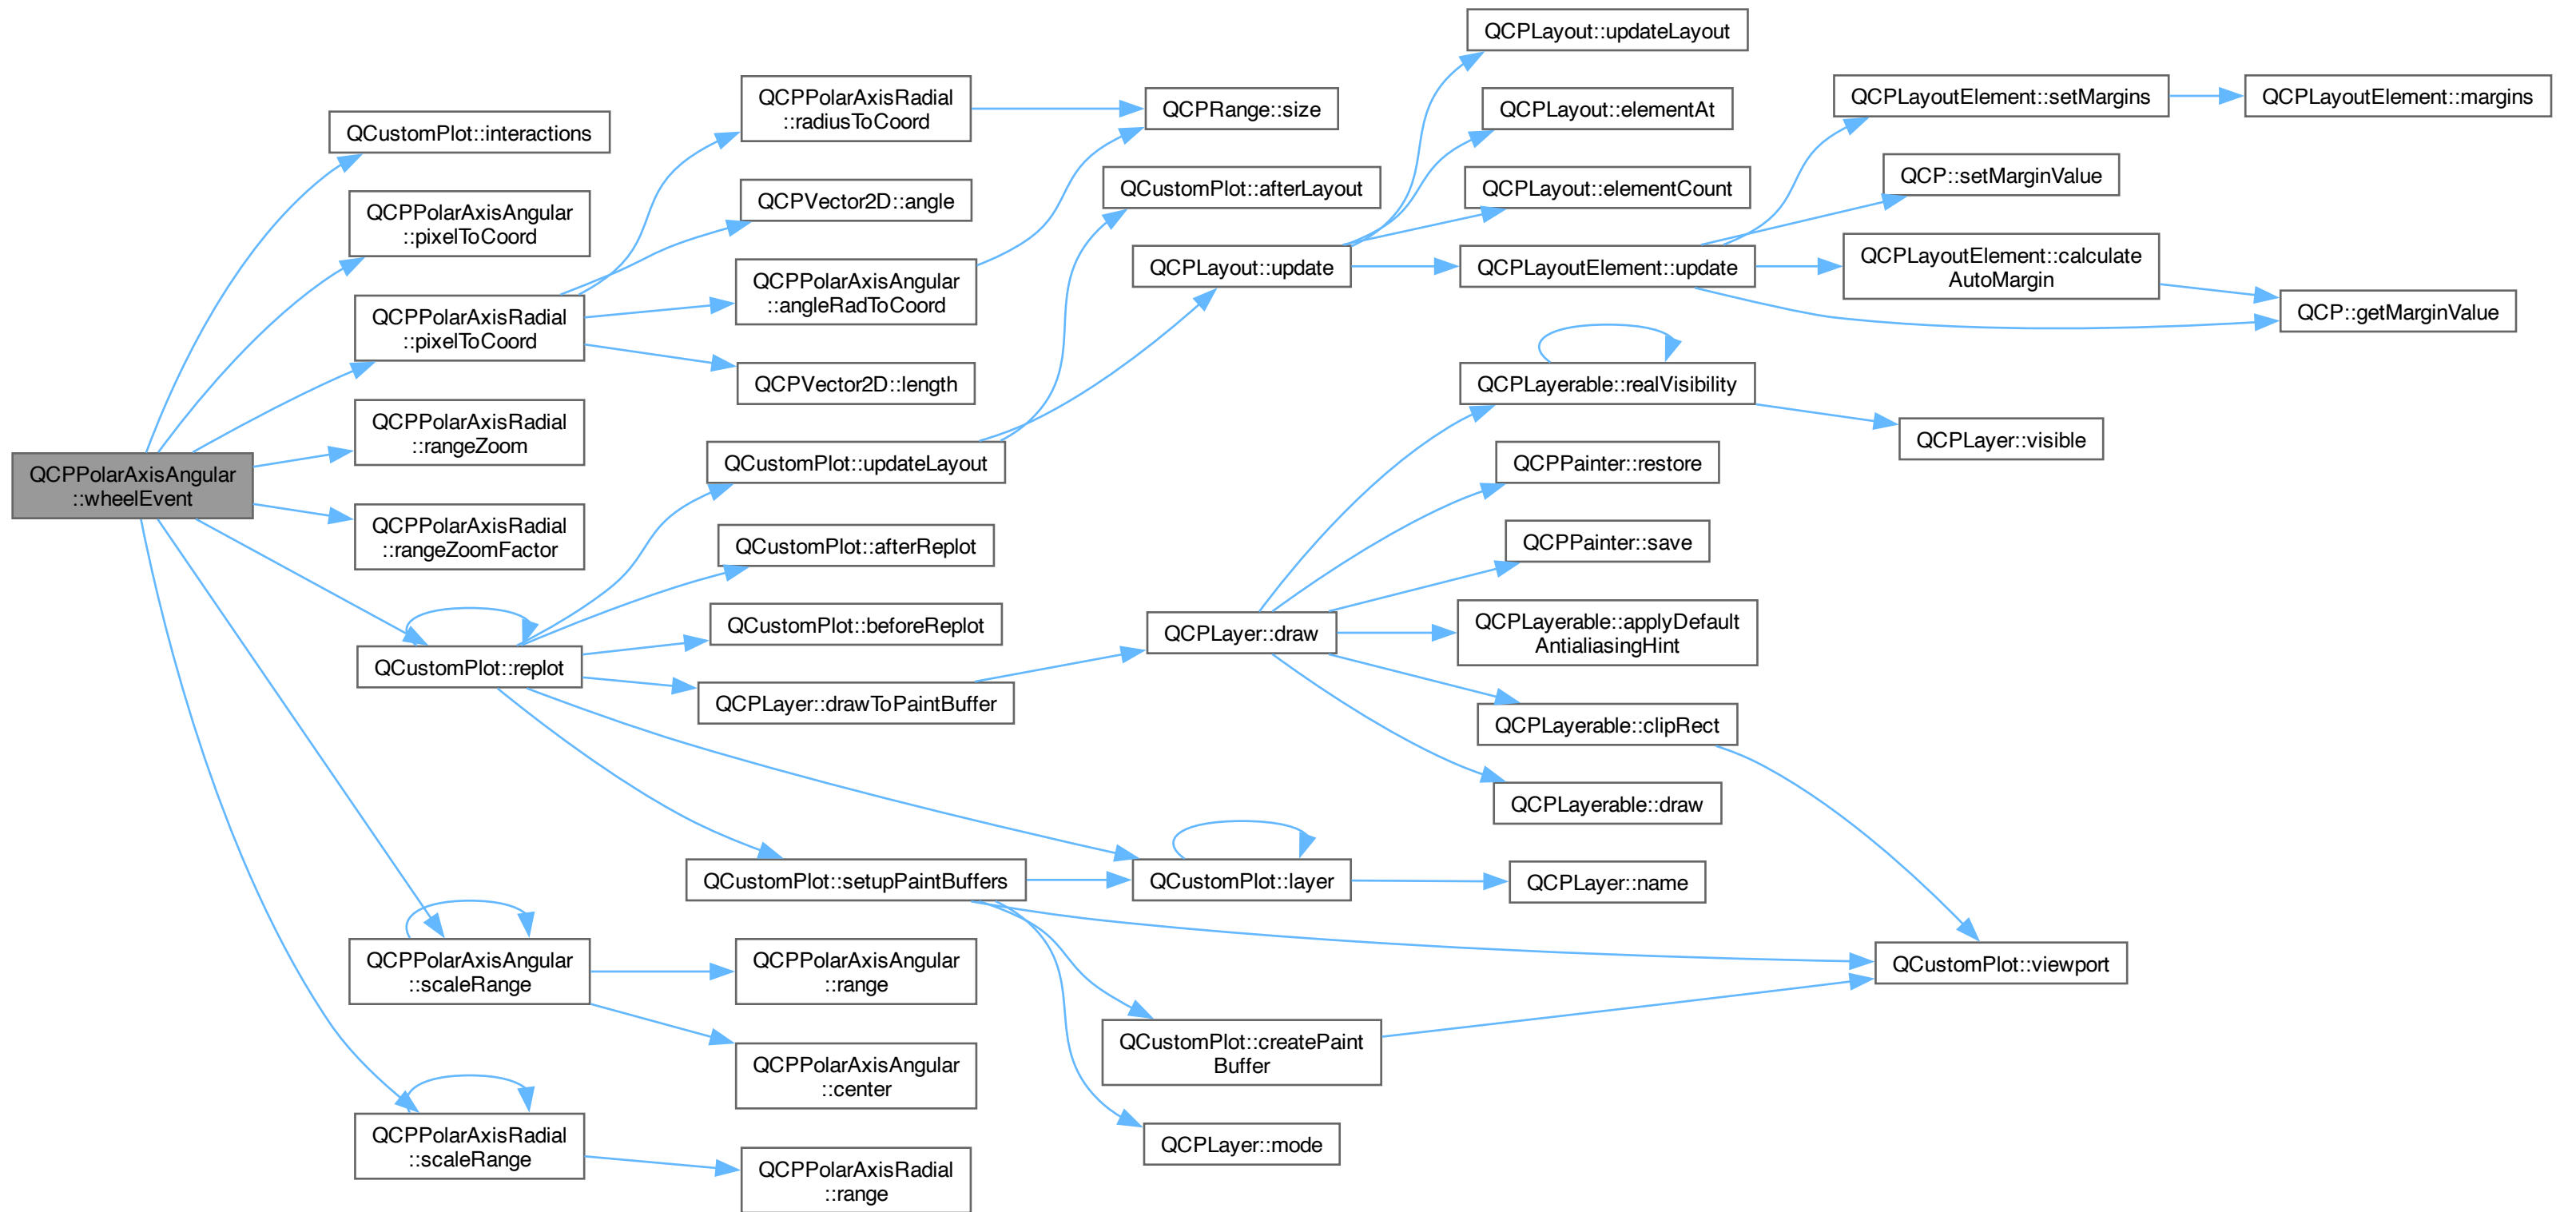 QCPPolarAxisAngular
::wheelEvent
QCustomPlot::interactions
QCPPolarAxisAngular
::pixelToCoord
QCPPolarAxisRadial
::pixelToCoord
QCPPolarAxisRadial
::rangeZoom
QCPPolarAxisRadial
::rangeZoomFactor
QCustomPlot::replot
QCPPolarAxisAngular
::scaleRange
QCPPolarAxisRadial
::scaleRange
QCPPolarAxisRadial
::radiusToCoord
QCPVector2D::angle
QCPPolarAxisAngular
::angleRadToCoord
QCPVector2D::length
QCustomPlot::updateLayout
QCustomPlot::afterReplot
QCustomPlot::beforeReplot
QCPLayer::drawToPaintBuffer
QCustomPlot::setupPaintBuffers
QCPPolarAxisAngular
::range
QCPPolarAxisAngular
::center
QCPPolarAxisRadial
::range
QCPRange::size
QCustomPlot::afterLayout
QCPLayout::update
QCPLayer::draw
QCustomPlot::layer
QCustomPlot::createPaint
Buffer
QCPLayer::mode
QCPLayout::updateLayout
QCPLayout::elementAt
QCPLayout::elementCount
QCPLayoutElement::update
QCPLayerable::realVisibility
QCPPainter::restore
QCPPainter::save
QCPLayerable::applyDefault
AntialiasingHint
QCPLayerable::clipRect
QCPLayerable::draw
QCPLayer::name
QCPLayoutElement::setMargins
QCP::setMarginValue
QCPLayoutElement::calculate
AutoMargin
QCPLayer::visible
QCustomPlot::viewport
QCPLayoutElement::margins
QCP::getMarginValue